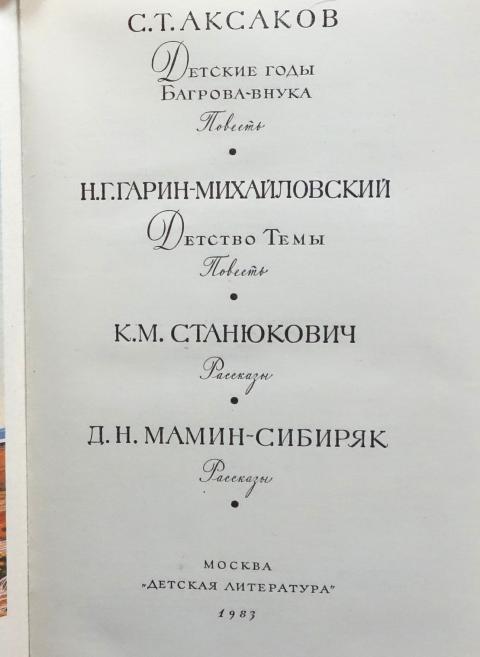 С.Т.АКСАКОВ
ДЕТСКИЕ ГОДЫ
БАГРОВА-ВНУКА
Повесть
•
Н.Г.ГАРИН-МИХАЙЛОВСКИЙ
ДЕТСТВО ТЕМЫ
Повесть
•
К.М. СТАНЮКОВИЧ
Рассказы
•
Д.Н. МАМИН-СИБИРЯК
Рассказы
•
МОСКВА
„ДЕТСКАЯ ЛИТЕРАТУРА"
1983